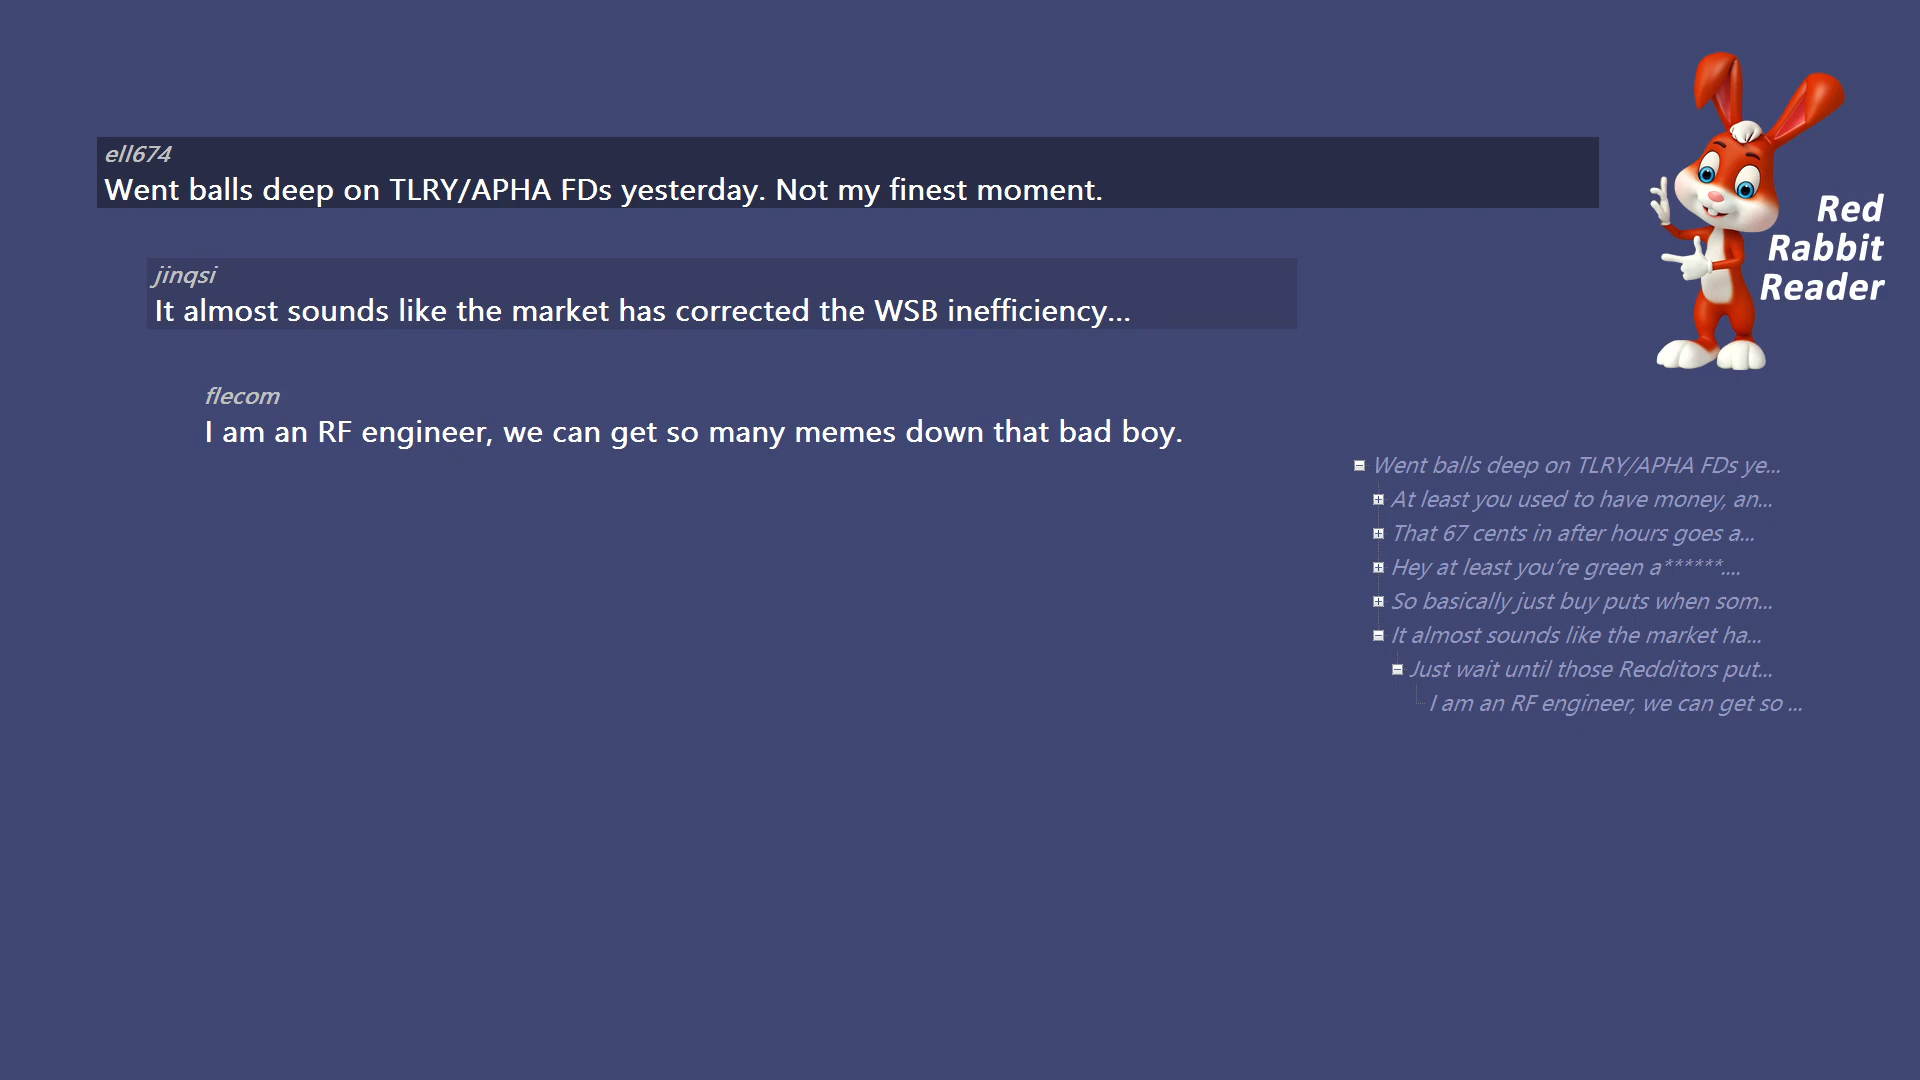 ell674
Went balls deep on TLRY/APHA FDs yesterday. Not my finest moment.
jinqsi
It almost sounds like the market has corrected the WSB inefficiency...
flecom
I am an RF engineer, we can get so many memes down that bad boy.
Red
Rabbit
Reader
Went balls deep on TLRY/APHA FDs ye...
At least you used to have money, an...
That 67 cents in after hours goes a...
Hey at least you’re green a******....
So basically just buy puts when som...
It almost sounds like the market ha...
Just wait until those Redditors put...
I am an RF engineer, we can get so ...